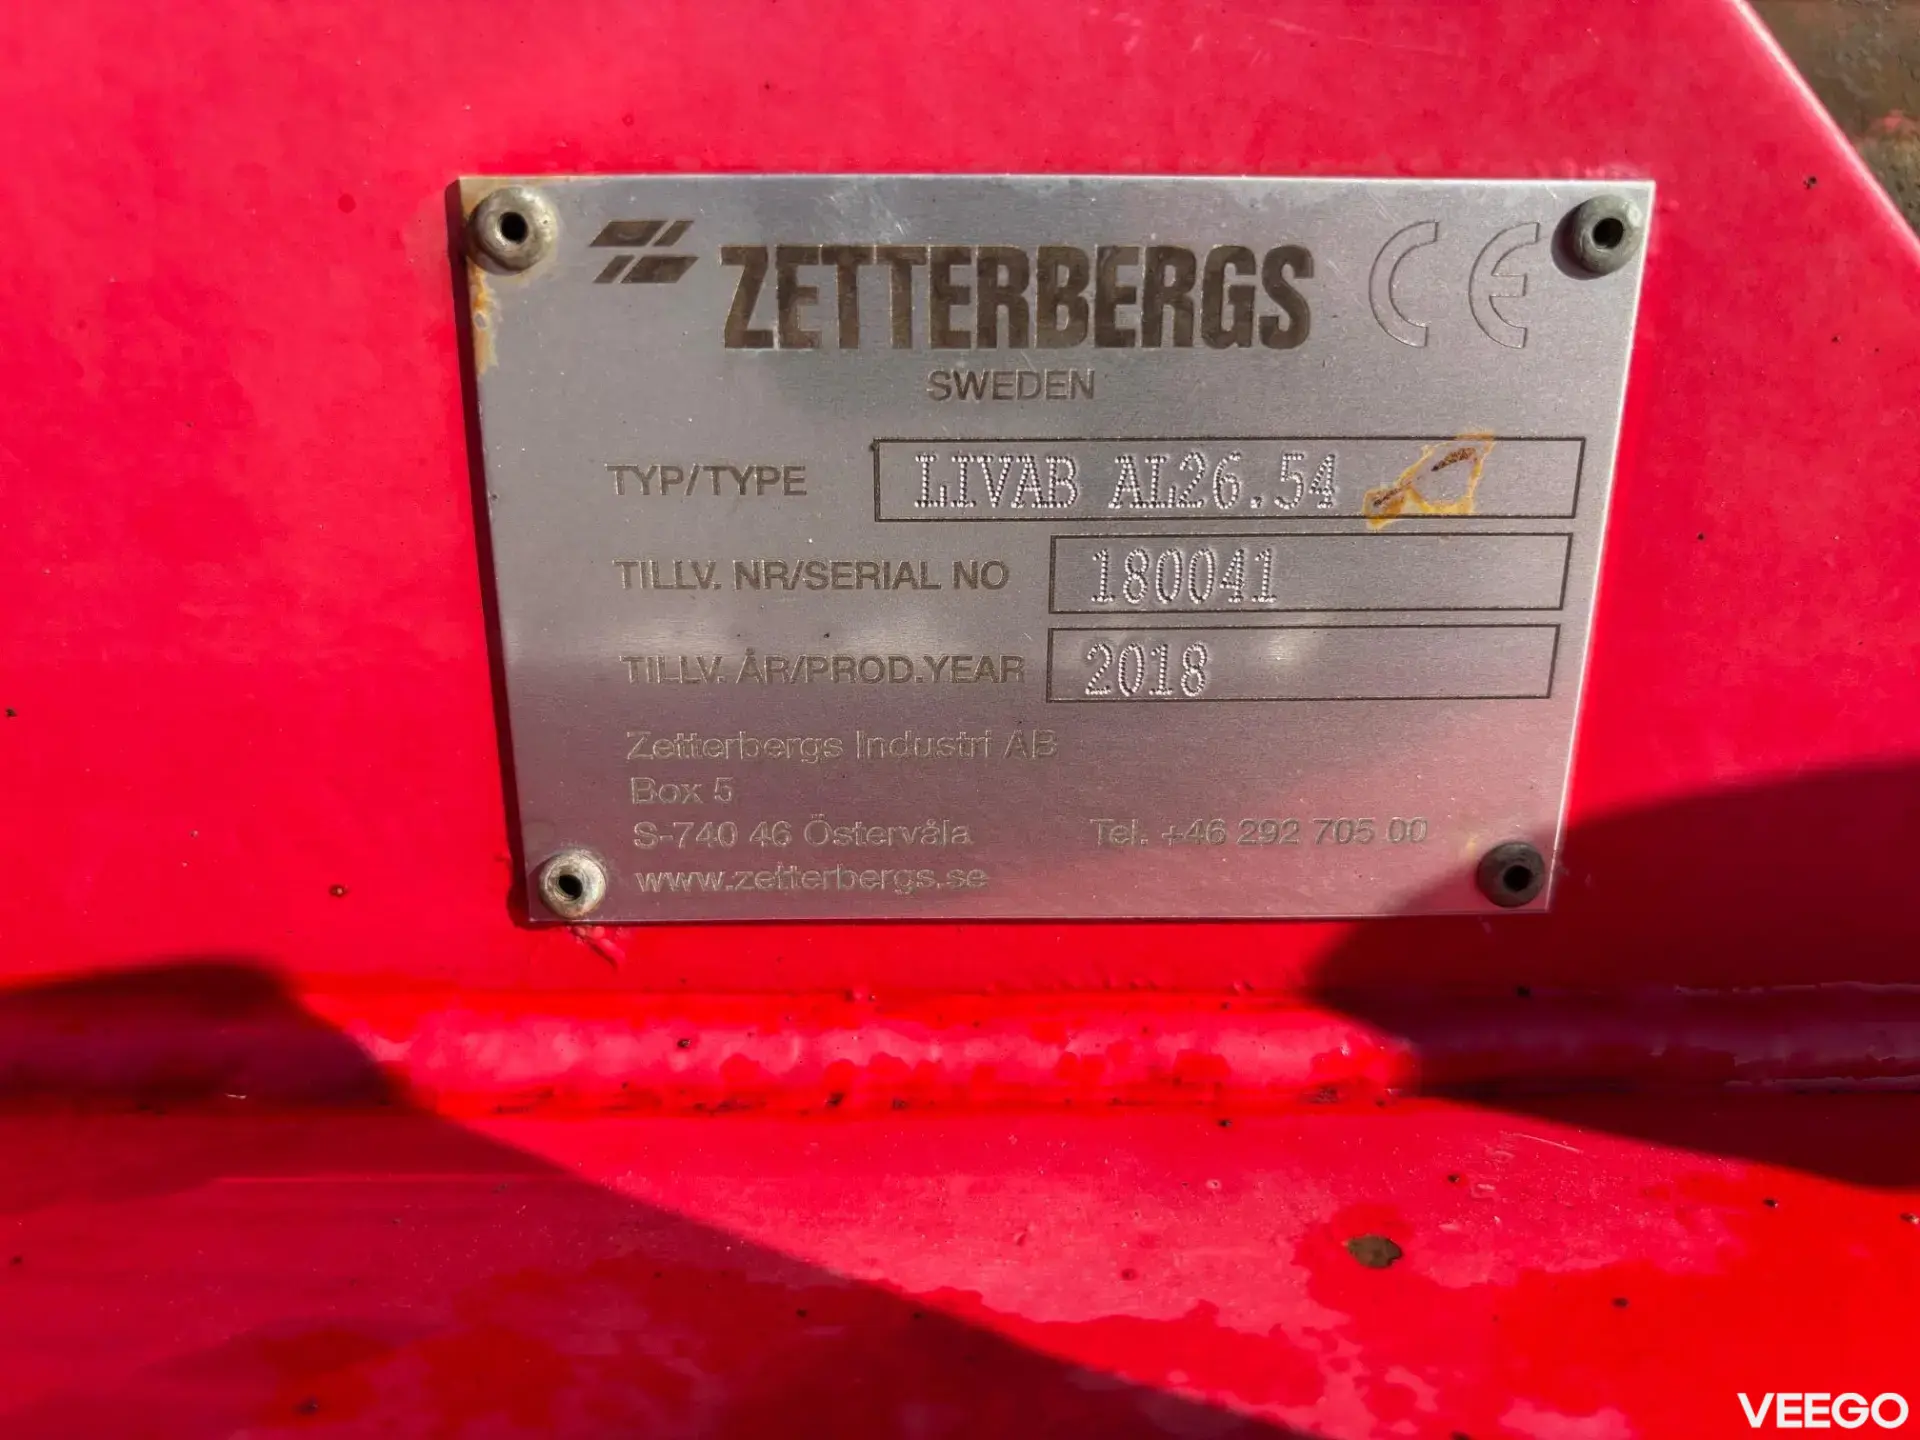 ZETTERBERGS CE
SWEDEN
TYP/TYPE LIVAB AL26.54
TILLV. NR/SERIAL NO 180041
TILLV. ÅR/PROD.YEAR 2018
Zetterbergs Industri AB
Box 5
S-740 46 Östervåla Tel. +46 292 705 00
www.zetterbergs.se
VEEGO